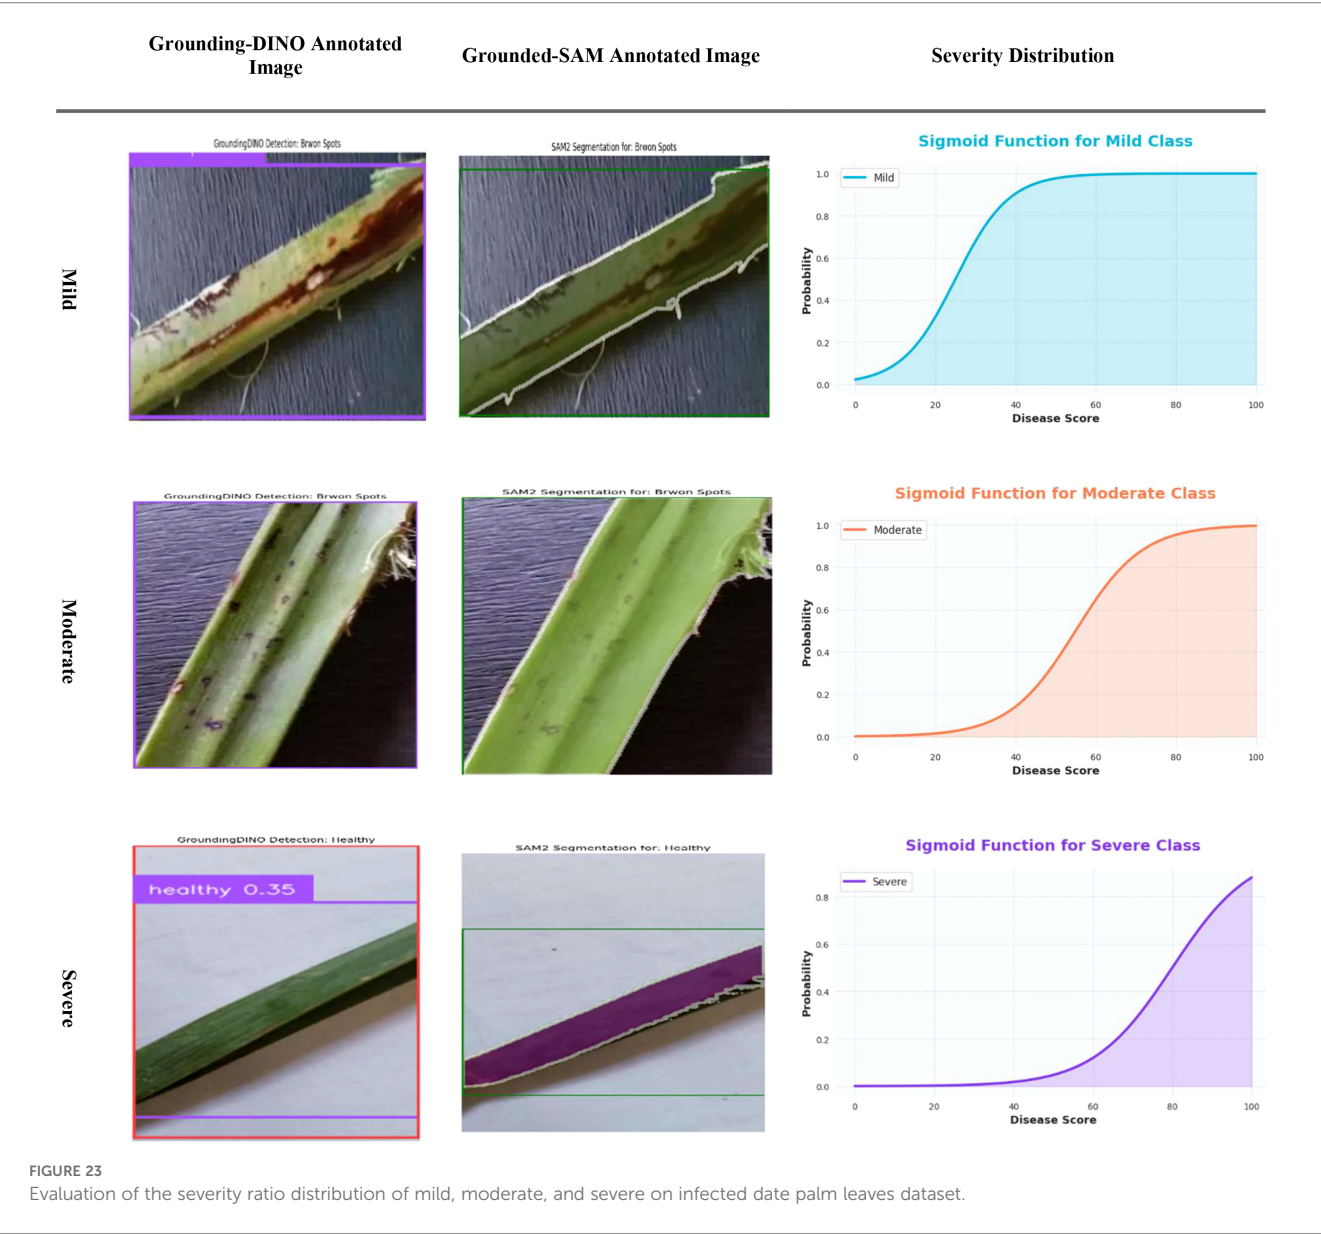 Grounding-DINO Annotated
Image
Grounded-SAM Annotated Image
Severity Distribution
Mild
GroundingDINO Detection: Brwon Spots
SAM2 Segmentation for: Brwon Spots
Sigmoid Function for Mild Class
Mild
1.0
0.8
0.6
0.4
0.2
0.0
Probability
0 20 40 60 80 100
Disease Score
Moderate
GroundingDINO Detection: Brwon Spots
SAM2 Segmentation for: Brwon Spots
Sigmoid Function for Moderate Class
Moderate
1.0
0.8
0.6
0.4
0.2
0.0
Probability
0 20 40 60 80 100
Disease Score
Severe
GroundingDINO Detection: Healthy
healthy 0.35
SAM2 Segmentation for: Healthy
Sigmoid Function for Severe Class
Severe
0.8
0.6
0.4
0.2
0.0
Probability
0 20 40 60 80 100
Disease Score
FIGURE 23
Evaluation of the severity ratio distribution of mild, moderate, and severe on infected date palm leaves dataset.